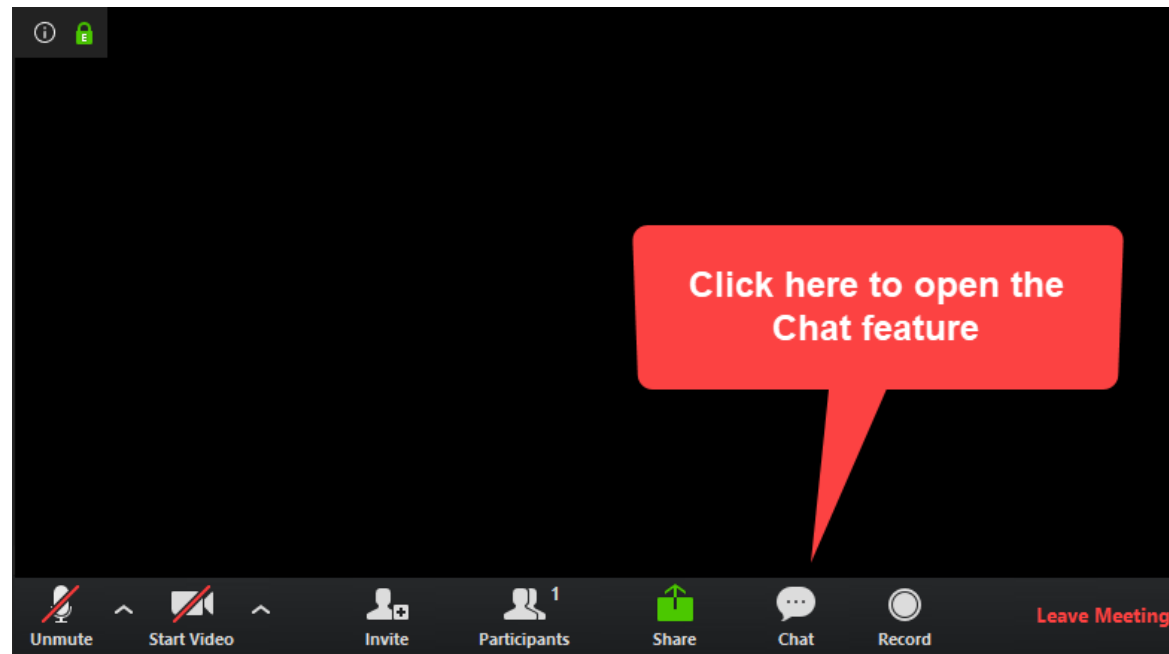 E
Click here to open the
Chat feature
1
Unmute
Start Video
Invite
Participants
Share
Chat
Record
Leave Meeting